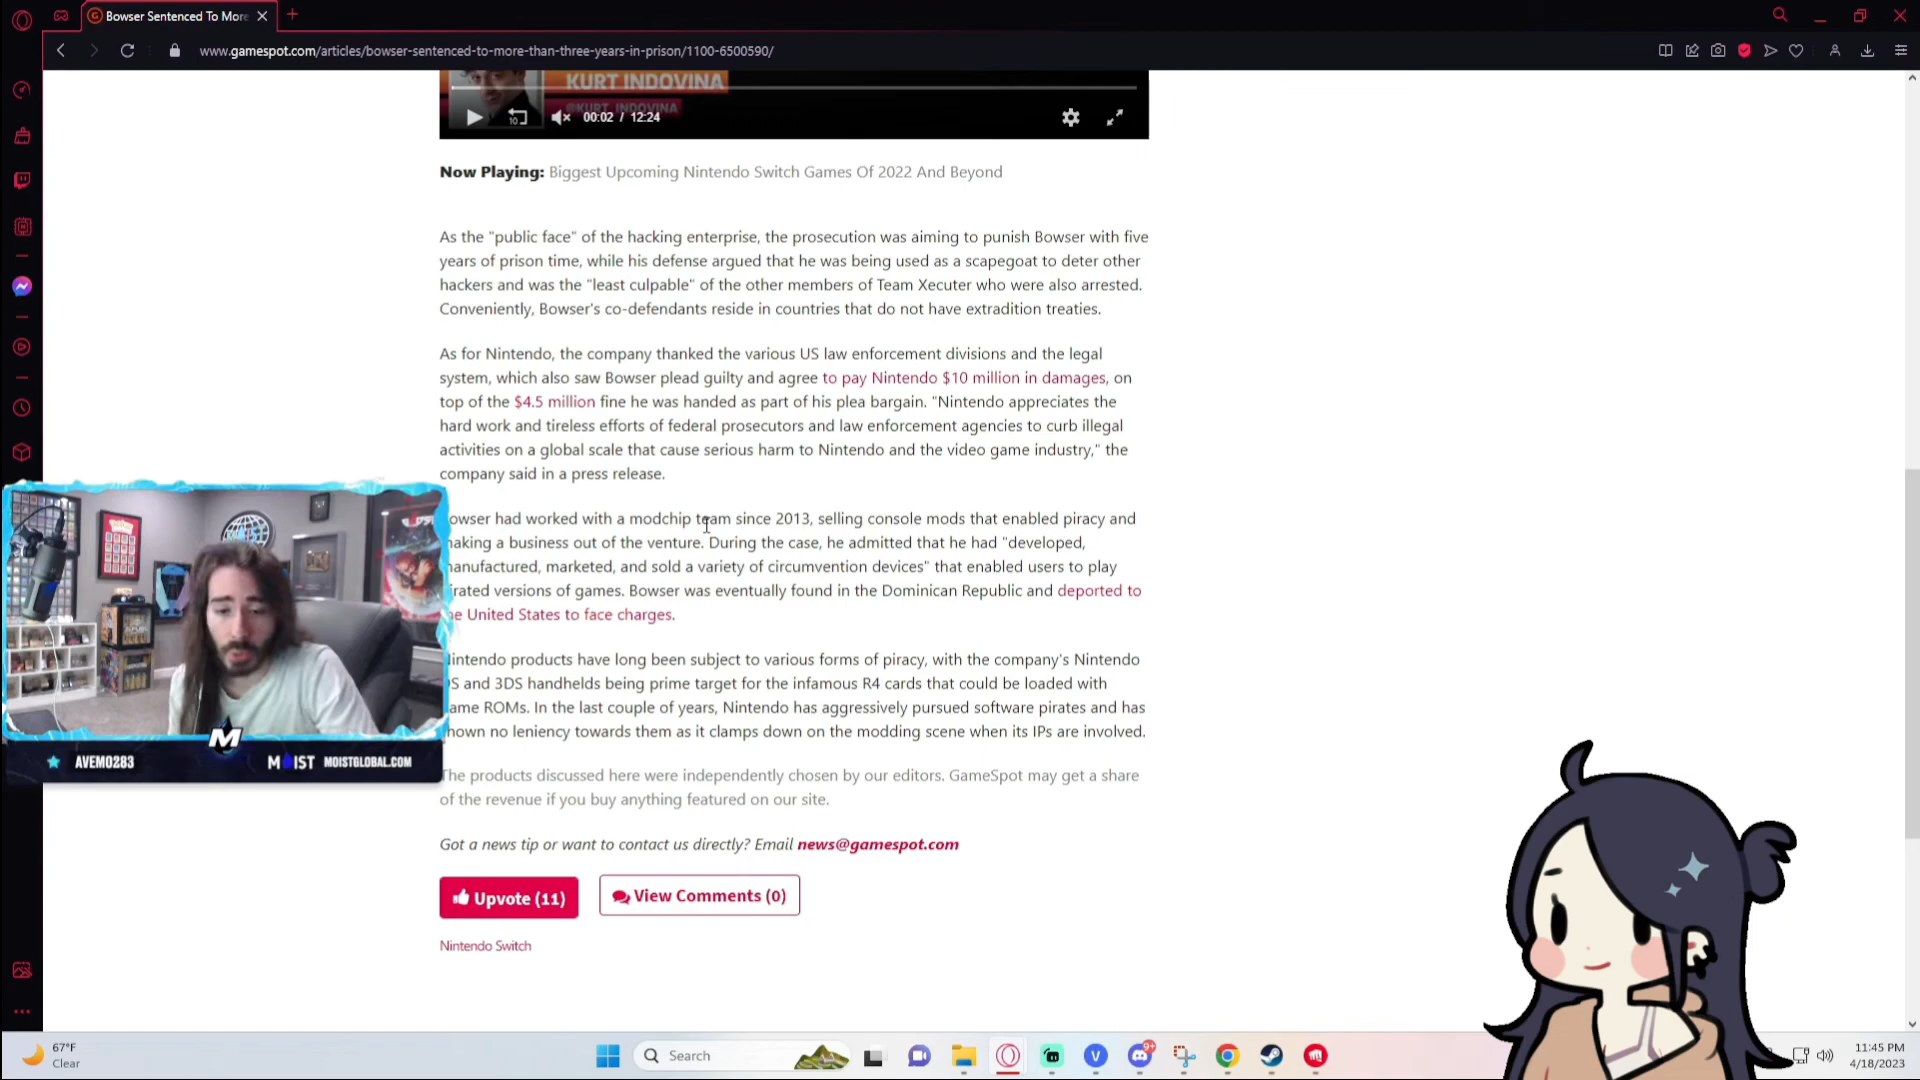 Bowser Sentenced To More
www.gamespot.com/articles/bowser-sentenced-to-more-than-three-years-in-prison/1100-6500590/
KURT INDOVINA
@KURT_INDOVINA
10
00:02 / 12:24
Now Playing: Biggest Upcoming Nintendo Switch Games Of 2022 And Beyond
As the "public face" of the hacking enterprise, the prosecution was aiming to punish Bowser with five
years of prison time, while his defense argued that he was being used as a scapegoat to deter other
hackers and was the "least culpable" of the other members of Team Xecuter who were also arrested.
Conveniently, Bowser's co-defendants reside in countries that do not have extradition treaties.
As for Nintendo, the company thanked the various US law enforcement divisions and the legal
system, which also saw Bowser plead guilty and agree to pay Nintendo $10 million in damages, on
top of the $4.5 million fine he was handed as part of his plea bargain. "Nintendo appreciates the
hard work and tireless efforts of federal prosecutors and law enforcement agencies to curb illegal
activities on a global scale that cause serious harm to Nintendo and the video game industry," the
company said in a press release.
owser had worked with a modchip team since 2013, selling console mods that enabled piracy and
aking a business out of the venture. During the case, he admitted that he had "developed,
anufactured, marketed, and sold a variety of circumvention devices" that enabled users to play
irated versions of games. Bowser was eventually found in the Dominican Republic and deported to
e United States to face charges.
intendo products have long been subject to various forms of piracy, with the company's Nintendo
S and 3DS handhelds being prime target for the infamous R4 cards that could be loaded with
ame ROMs. In the last couple of years, Nintendo has aggressively pursued software pirates and has
hown no leniency towards them as it clamps down on the modding scene when its IPs are involved.
The products discussed here were independently chosen by our editors. GameSpot may get a share
of the revenue if you buy anything featured on our site.
Got a news tip or want to contact us directly? Email news@gamespot.com
Upvote (11)
View Comments (0)
Nintendo Switch
M
AVEMO283
MOIST
MOISTGLOBAL.COM
67°F
Clear
Search
V
9+
11:45 PM
4/18/2023